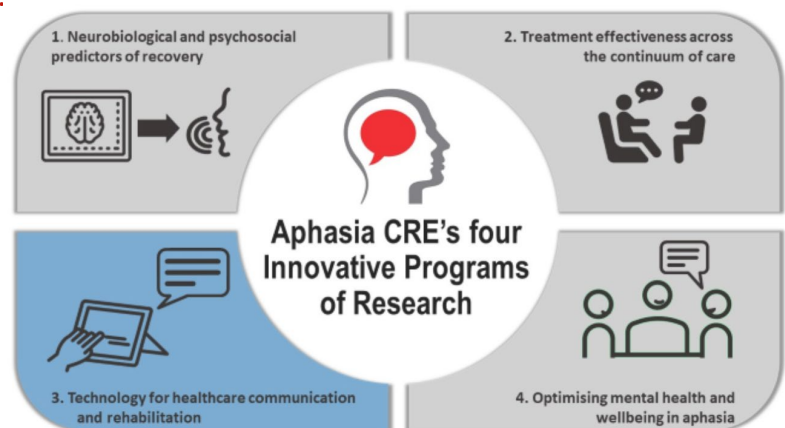 1. Neurobiological and psychosocial
predictors of recovery
2. Treatment effectiveness across
the continuum of care
Aphasia CRE's four
Innovative Programs
of Research
3. Technology for healthcare communication
and rehabilitation
4. Optimising mental health and
wellbeing in aphasia